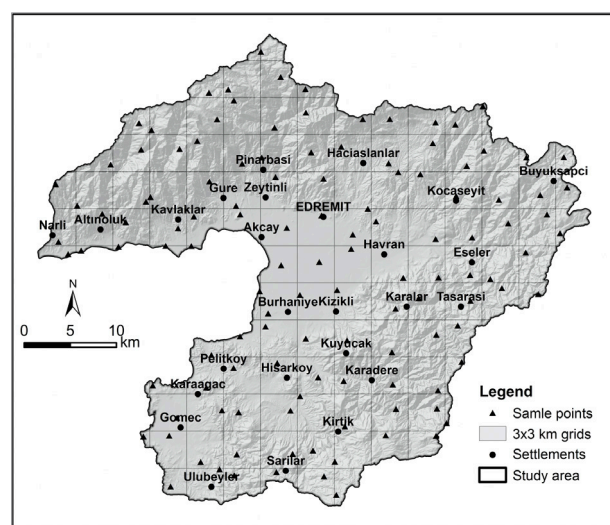 Pinarbasi
Haciaslanlar
Buyuksapci
Gure
Zeytinli
Kocaseyit
Narli
Altinoluk
Kavlaklar
EDREMIT
Akcay
Havran
Eseler
N
0 5 10
km
Burhaniye
Kizikli
Karalar
Tasarasi
Kuyucak
Pelitkoy
Hisarkoy
Karadere
Karaagac
Gomec
Kirtik
Sarilar
Ulubeyler
Legend
Samle points
3x3 km grids
Settlements
Study area